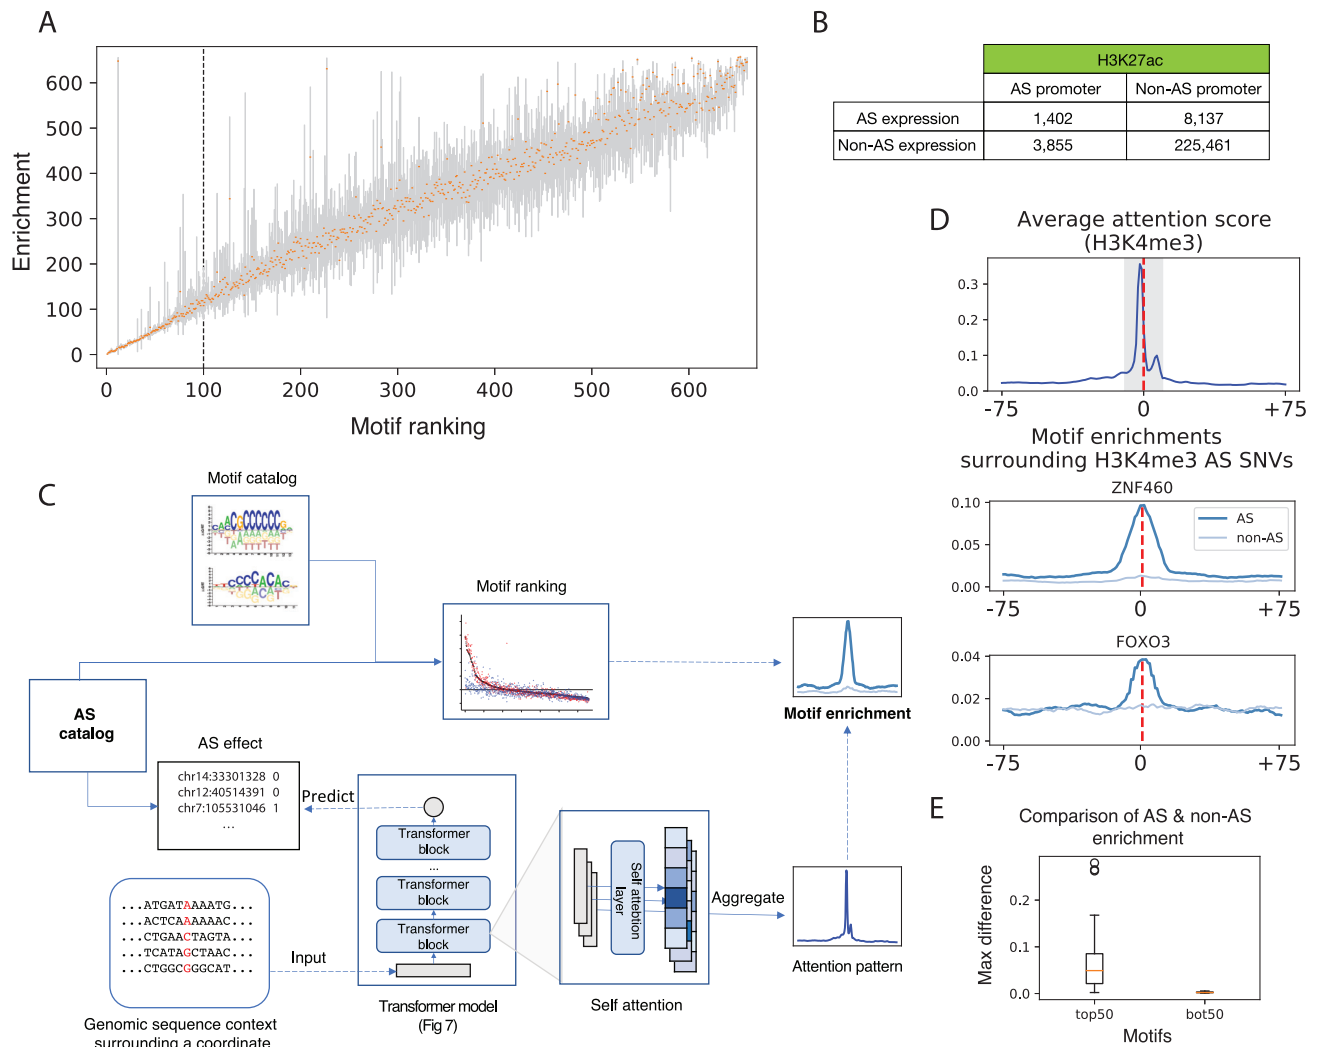 A
Enrichment
600
500
400
300
200
100
0
0 100 200 300 400 500 600
Motif ranking
B
H3K27ac
AS promoter Non-AS promoter
AS expression 1,402 8,137
Non-AS expression 3,855 225,461
C
Motif catalog
Motif ranking
AS
catalog
AS effect
chr14:33301328 0
chr12:40514391 0
chr7:105531046 1
...
Predict
Transformer
block
...
Transformer
block
Transformer
block
Transformer model
(Fig 7)
...ATGATAAAATG...
...ACTCAAAAAAC...
...CTGAACTAGTA...
...TCATAGCTAAC...
...CTGGCGGGCAT...
Input
Genomic sequence context
surrounding a coordinate
Self attebtion
layer
Self attention
Aggregate
Attention pattern
Motif enrichment
D
Average attention score
(H3K4me3)
0.3
0.2
0.1
0.0
-75 0 +75
Motif enrichments
surrounding H3K4me3 AS SNVs
ZNF460
0.10
0.05
0.00
AS
non-AS
-75 0 +75
FOXO3
0.04
0.02
0.00
-75 0 +75
E
Comparison of AS & non-AS
enrichment
Max difference
0.2
0.1
0.0
top50 bot50
Motifs